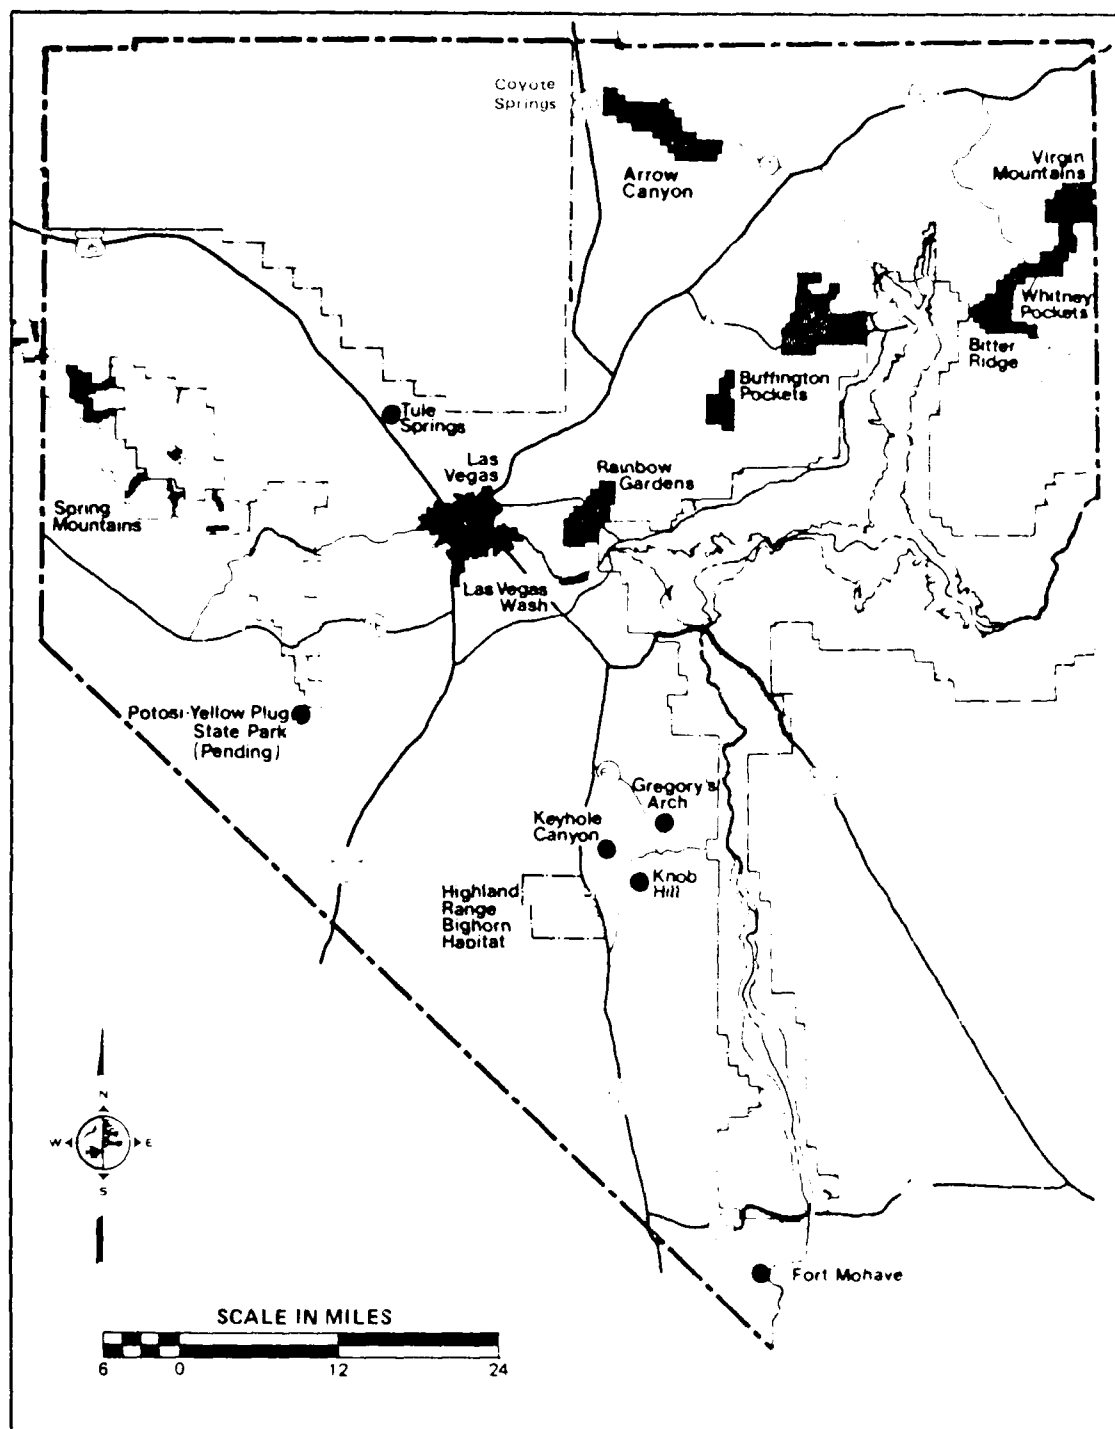 Coyote
Springs
Arrow
Canyon
Virgin
Mountains
Whitney
Pockets
Bitter
Ridge
Buffington
Pockets
Tule
Springs
Las
Vegas
Rainbow
Gardens
Spring
Mountains
Las Vegas
Wash
Potosi-Yellow Plug
State Park
(Pending)
Gregory's
Arch
Keyhole
Canyon
Knob
Hill
Highland
Range
Bighorn
Habitat
N
W
E
S
Fort Mohave
SCALE IN MILES
6 0 12 24